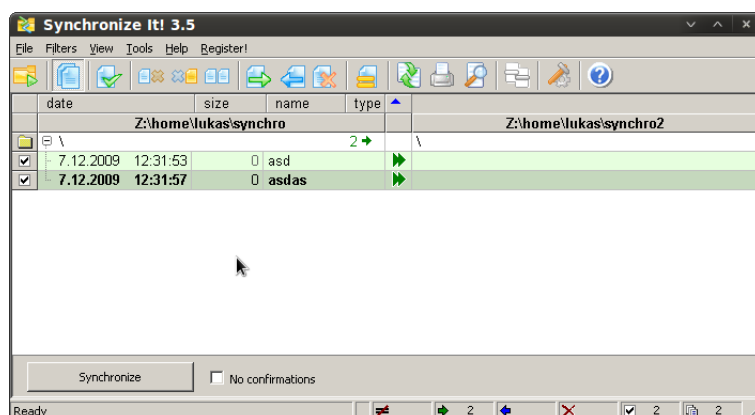 Synchronize It! 3.5
File Filters View Tools Help Register!
date size name type
Z:\home\lukas\synchro Z:\home\lukas\synchro2
\ 2 \
7.12.2009 12:31:53 0 asd
7.12.2009 12:31:57 0 asdas
Synchronize No confirmations
Ready 2 2 2